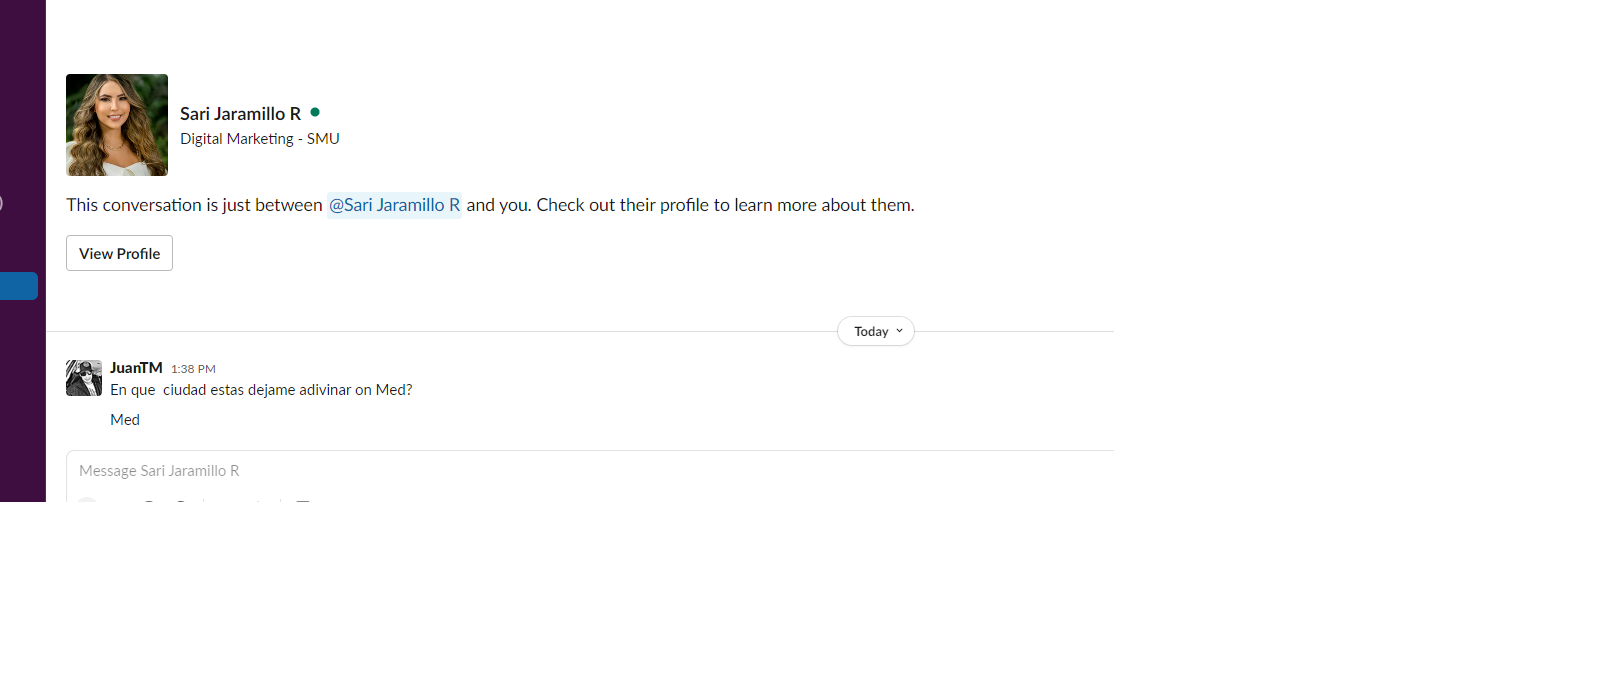 Sari Jaramillo R
Digital Marketing - SMU
This conversation is just between @Sari Jaramillo R and you. Check out their profile to learn more about them.
View Profile
Today
JuanTM 1:38 PM
En que  ciudad estas dejame adivinar on Med?
Med
Message Sari Jaramillo R